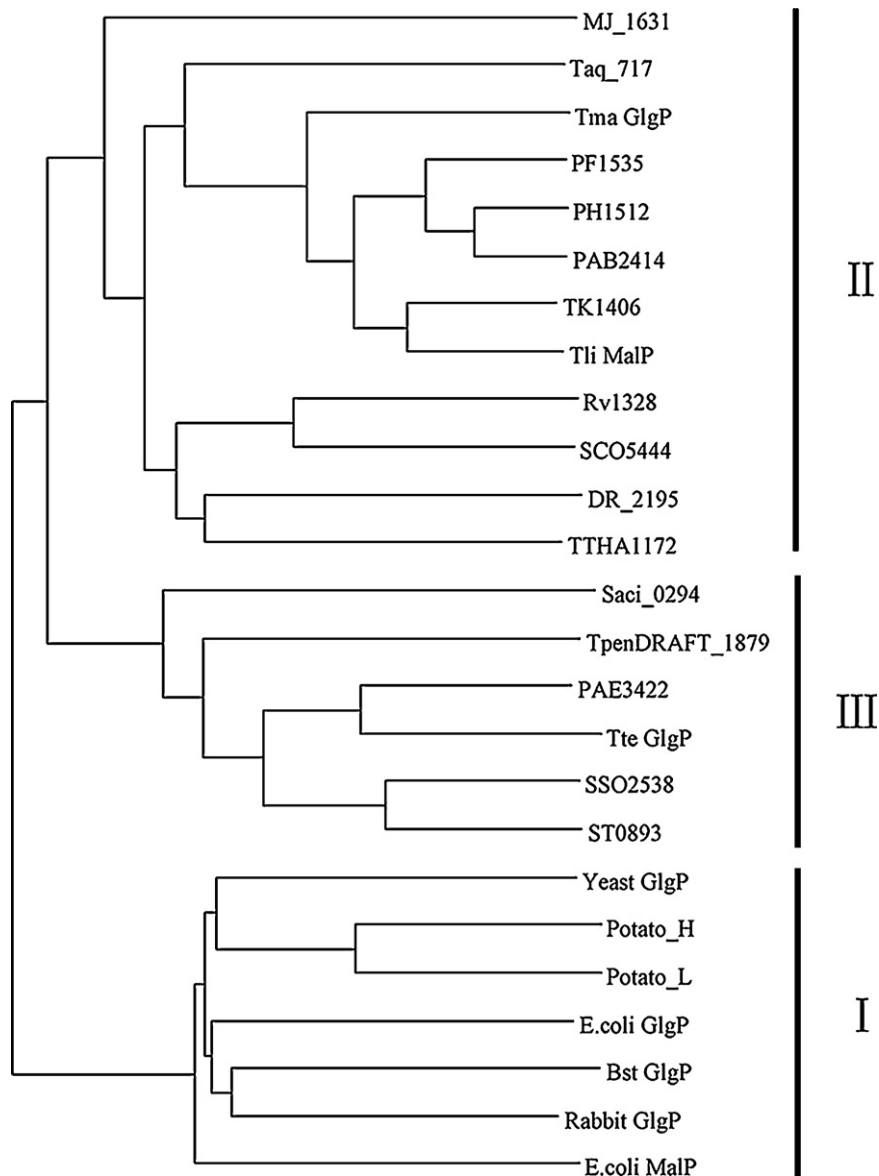 MJ_1631
Taq_717
Tma GlgP
PF1535
PH1512
PAB2414
TK1406
Tli MalP
Rv1328
SCO5444
DR_2195
TTHA1172
II
Saci_0294
TpenDRAFT_1879
PAE3422
Tte GlgP
SSO2538
ST0893
III
Yeast GlgP
Potato_H
Potato_L
E.coli GlgP
Bst GlgP
Rabbit GlgP
E.coli MalP
I